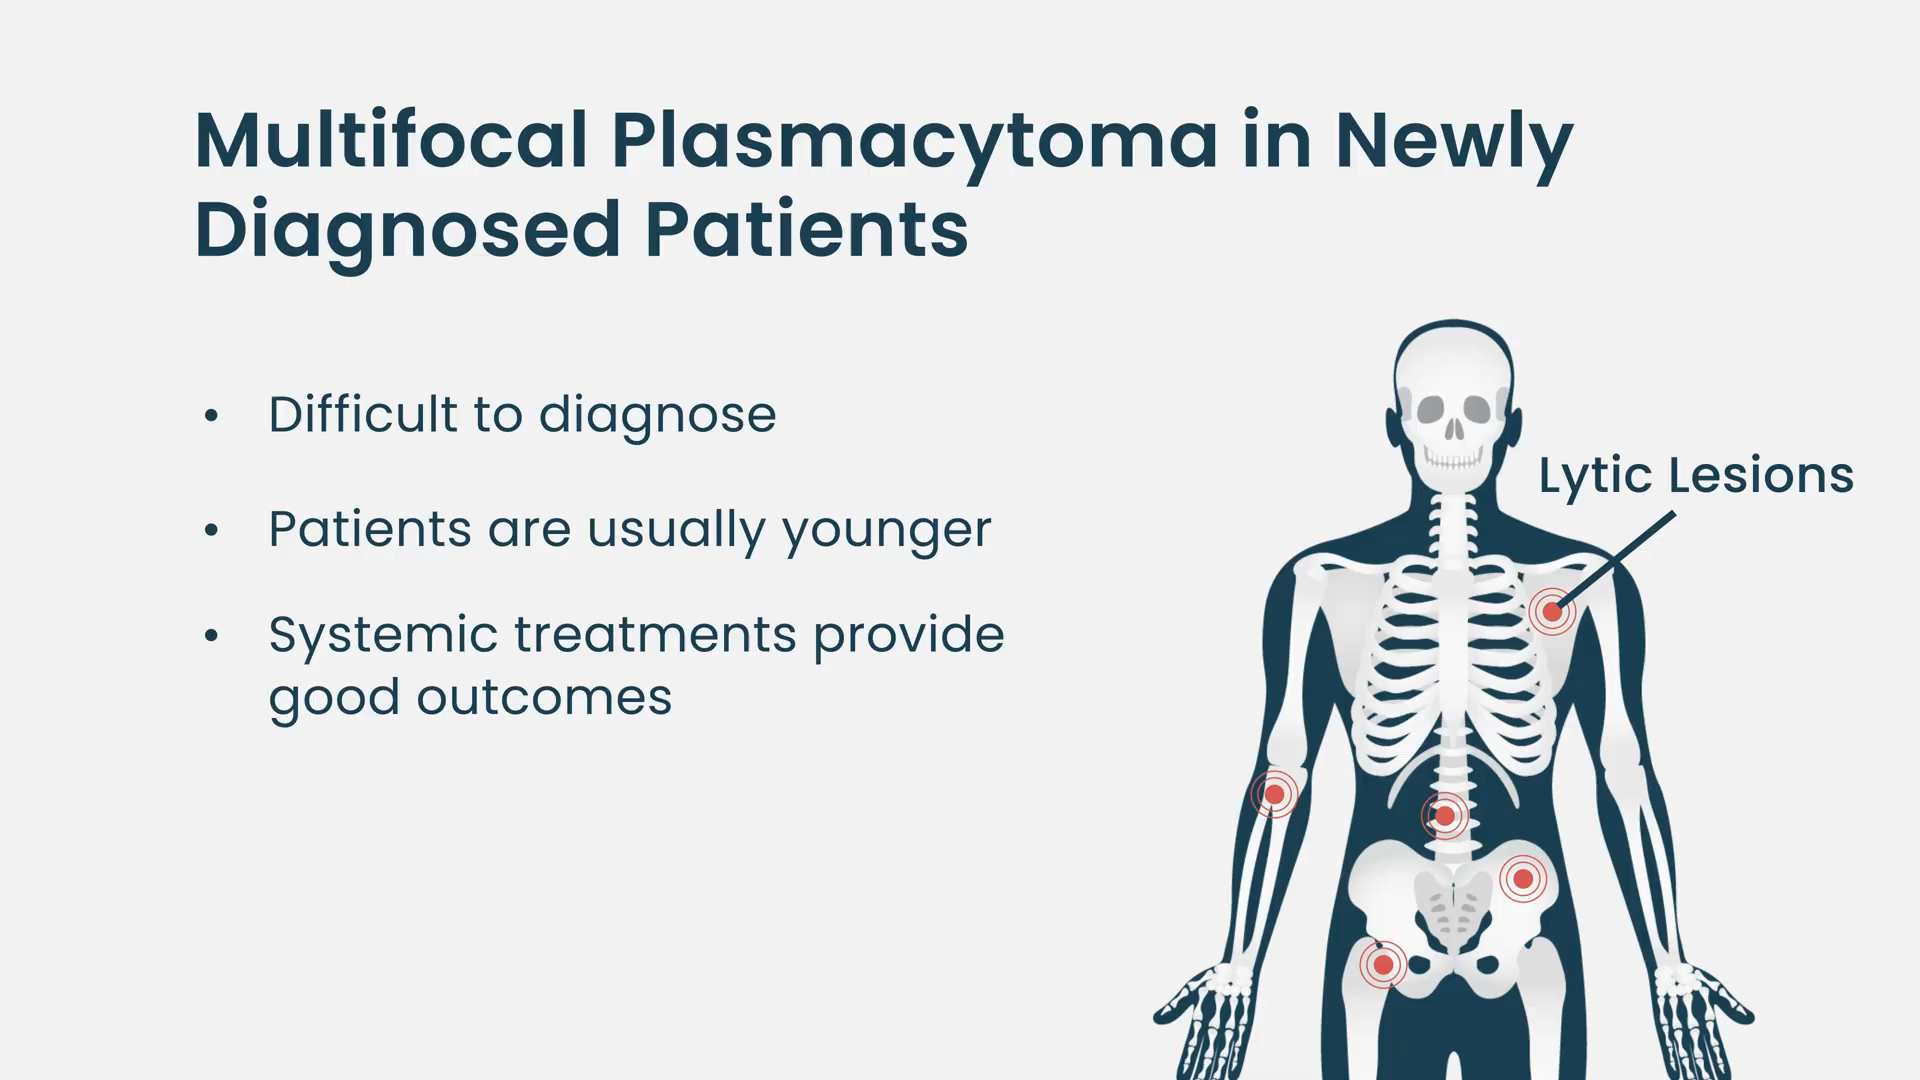 Multifocal Plasmacytoma in Newly
Diagnosed Patients
• Difficult to diagnose
• Patients are usually younger
• Systemic treatments provide
good outcomes
Lytic Lesions